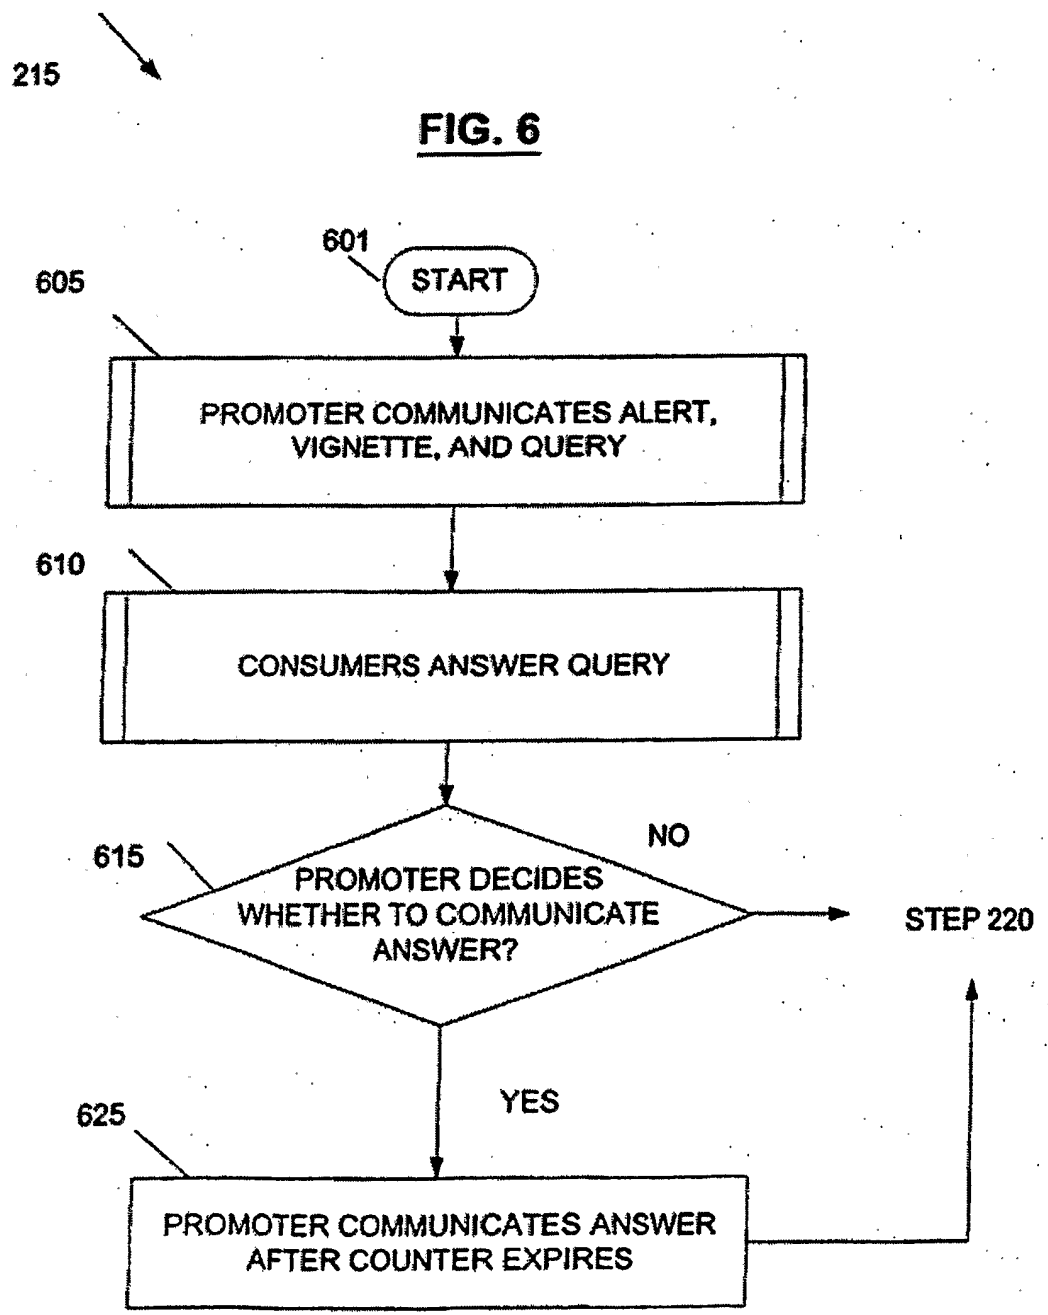 215
FIG. 6
601
START
605
PROMOTER COMMUNICATES ALERT,
VIGNETTE, AND QUERY
610
CONSUMERS ANSWER QUERY
615
NO
PROMOTER DECIDES
WHETHER TO COMMUNICATE
ANSWER?
STEP 220
YES
625
PROMOTER COMMUNICATES ANSWER
AFTER COUNTER EXPIRES